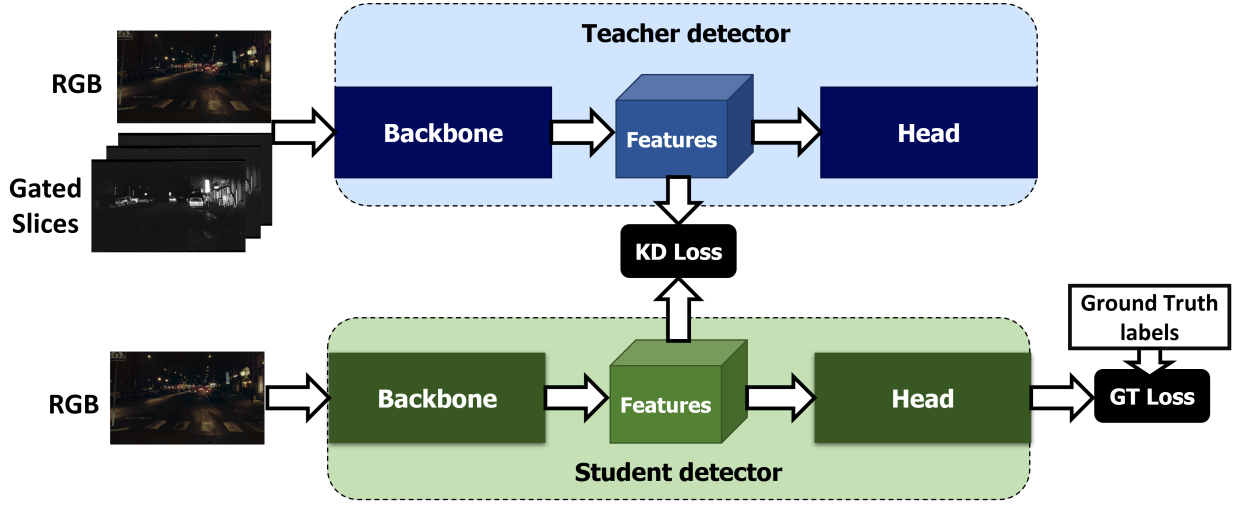 Teacher detector
RGB
Backbone
Features
Head
Gated
Slices
KD Loss
Ground Truth
labels
RGB
Backbone
Features
Head
GT Loss
Student detector